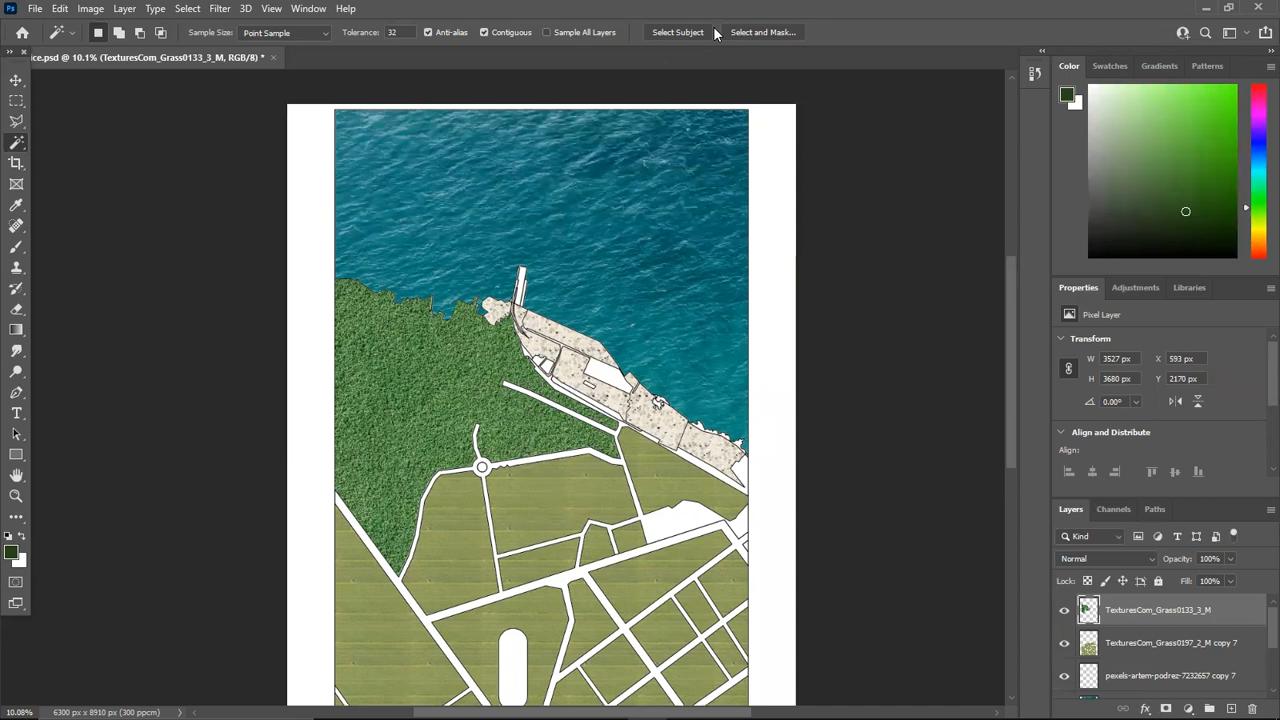 Ps File Edit Image Layer Type Select Filter 3D View Window Help
Sample Size: Point Sample Tolerance: 32 Anti-alias Contiguous Sample All Layers Select Subject Select and Mask...
ice.psd @ 10.1% (TexturesCom_Grass0133_3_M, RGB/8) *
Color Swatches Gradients Patterns
Properties Adjustments Libraries
Pixel Layer
Transform
W 3527 px X 593 px
H 3680 px Y 2170 px
0.00°
Align and Distribute
Align:
Layers Channels Paths
Kind
Normal Opacity: 100%
Lock: Fill: 100%
TexturesCom_Grass0133_3_M
TexturesCom_Grass0197_2_M copy 7
pexels-artem-podrez-7232657 copy 7
10.08% 6300 px x 8910 px (300 ppcm)